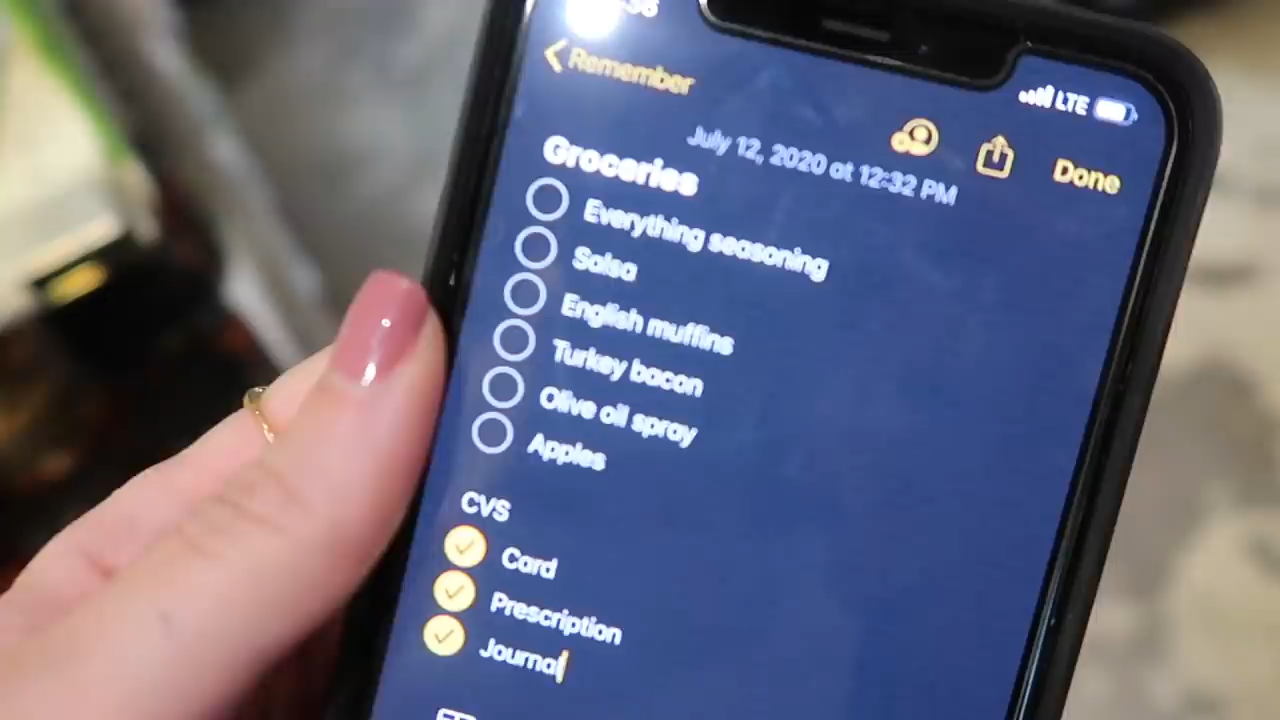 Remember
LTE
July 12, 2020 at 12:32 PM
Done
Groceries
Everything seasoning
Salsa
English muffins
Turkey bacon
Olive oil spray
Apples
CVS
Card
Prescription
Journal